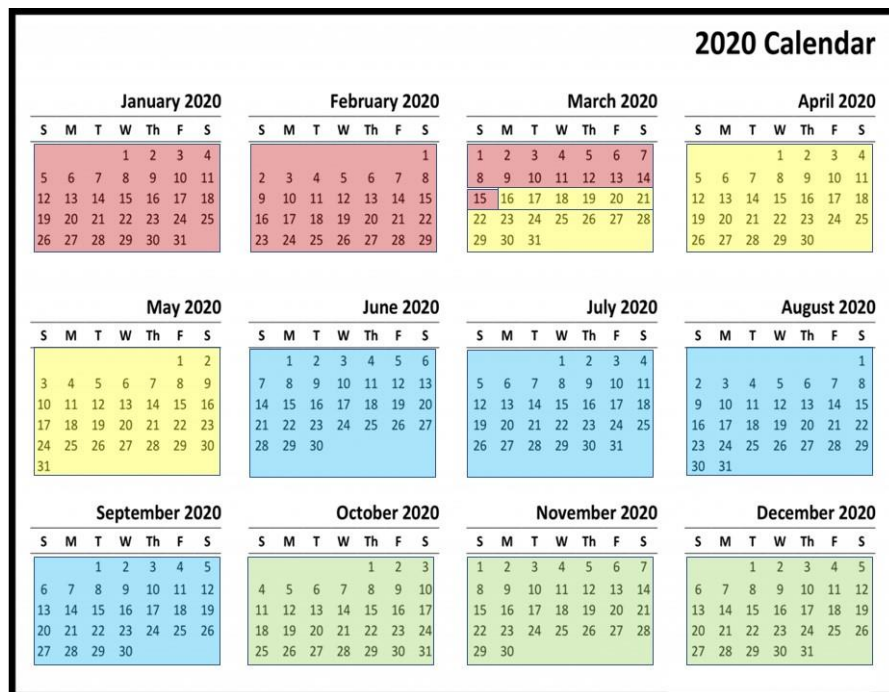 2020 Calendar
January 2020
S M T W Th F S
1 2 3 4
5 6 7 8 9 10 11
12 13 14 15 16 17 18
19 20 21 22 23 24 25
26 27 28 29 30 31
February 2020
S M T W Th F S
1
2 3 4 5 6 7 8
9 10 11 12 13 14 15
16 17 18 19 20 21 22
23 24 25 26 27 28 29
March 2020
S M T W Th F S
1 2 3 4 5 6 7
8 9 10 11 12 13 14
15 16 17 18 19 20 21
22 23 24 25 26 27 28
29 30 31
April 2020
S M T W Th F S
1 2 3 4
5 6 7 8 9 10 11
12 13 14 15 16 17 18
19 20 21 22 23 24 25
26 27 28 29 30
May 2020
S M T W Th F S
1 2
3 4 5 6 7 8 9
10 11 12 13 14 15 16
17 18 19 20 21 22 23
24 25 26 27 28 29 30
31
June 2020
S M T W Th F S
1 2 3 4 5 6
7 8 9 10 11 12 13
14 15 16 17 18 19 20
21 22 23 24 25 26 27
28 29 30
July 2020
S M T W Th F S
1 2 3 4
5 6 7 8 9 10 11
12 13 14 15 16 17 18
19 20 21 22 23 24 25
26 27 28 29 30 31
August 2020
S M T W Th F S
1
2 3 4 5 6 7 8
9 10 11 12 13 14 15
16 17 18 19 20 21 22
23 24 25 26 27 28 29
30 31
September 2020
S M T W Th F S
1 2 3 4 5
6 7 8 9 10 11 12
13 14 15 16 17 18 19
20 21 22 23 24 25 26
27 28 29 30
October 2020
S M T W Th F S
1 2 3
4 5 6 7 8 9 10
11 12 13 14 15 16 17
18 19 20 21 22 23 24
25 26 27 28 29 30 31
November 2020
S M T W Th F S
1 2 3 4 5 6 7
8 9 10 11 12 13 14
15 16 17 18 19 20 21
22 23 24 25 26 27 28
29 30
December 2020
S M T W Th F S
1 2 3 4 5
6 7 8 9 10 11 12
13 14 15 16 17 18 19
20 21 22 23 24 25 26
27 28 29 30 31